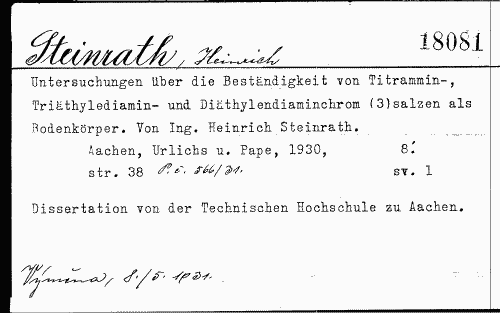 Steinrath, Heinrich
18081
Untersuchungen über die Beständigkeit von Titrammin-,
Triäthylediamin- und Diäthylendiaminchrom (3)salzen als
Bodenkörper. Von Ing. Heinrich Steinrath.
Aachen, Urlichs u. Pape, 1930, 8.°
str. 38 P. č. 566/31. sv. 1
Dissertation von der Technischen Hochschule zu Aachen.
Výměna, 8./5. 1931.